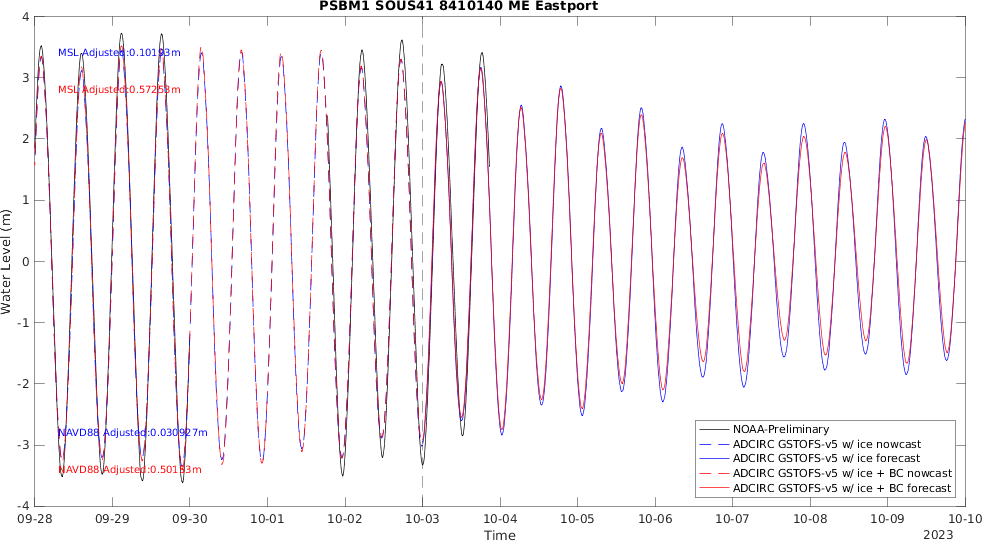 PSBM1 SOUS41 8410140 ME Eastport
4
3
2
1
0
-1
-2
-3
-4
Water Level (m)
MSL Adjusted:0.10193m
MSL Adjusted:0.57253m
NAVD88 Adjusted:0.030927m
NOAA-Preliminary
ADCIRC GSTOFS-v5 w/ ice nowcast
ADCIRC GSTOFS-v5 w/ ice forecast
ADCIRC GSTOFS-v5 w/ ice + BC nowcast
ADCIRC GSTOFS-v5 w/ ice + BC forecast
09-28
09-29
09-30
10-01
10-02
10-03
10-04
10-05
10-06
10-07
10-08
10-09
10-10
Time
2023